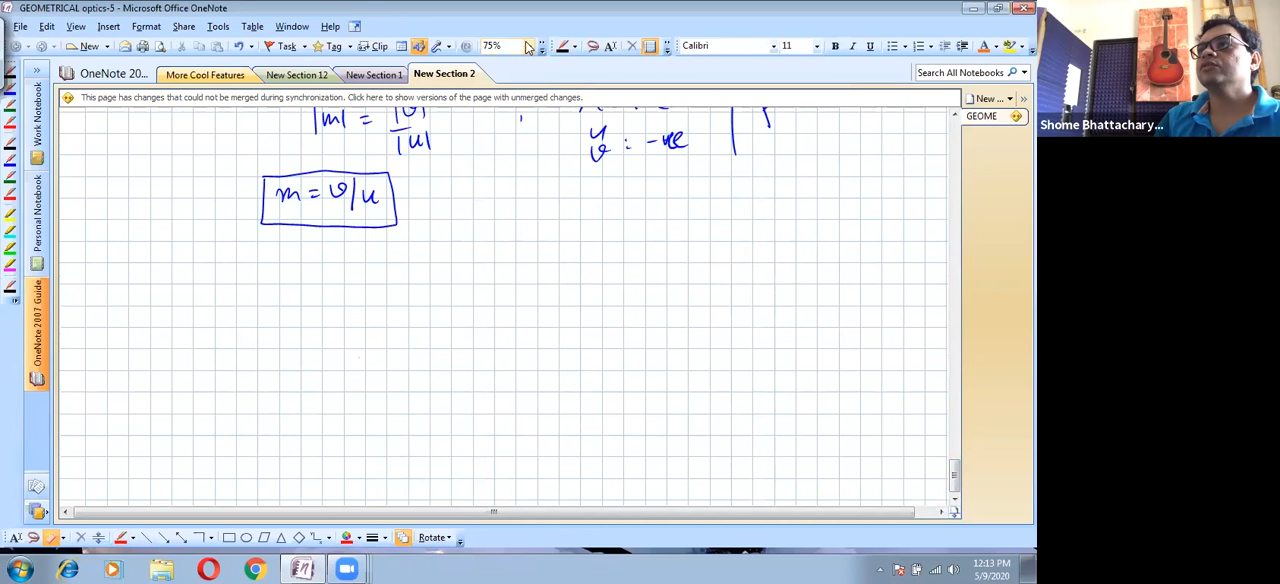 GEOMETRICAL optics-5 - Microsoft Office OneNote
File Edit View Insert Format Share Tools Table Window Help
New Task Tag Clip 75% Calibri 11 B I U
OneNote 20... More Cool Features New Section 12 New Section 1 New Section 2 Search All Notebooks
This page has changes that could not be merged during synchronization. Click here to show versions of the page with unmerged changes.
New ...
GEOME
Work Notebook
Personal Notebook
OneNote 2007 Guide
|m| = |v|
|u|
v : -ve
m = v/u
Shome Bhattachary...
Rotate
12:13 PM
5/9/2020